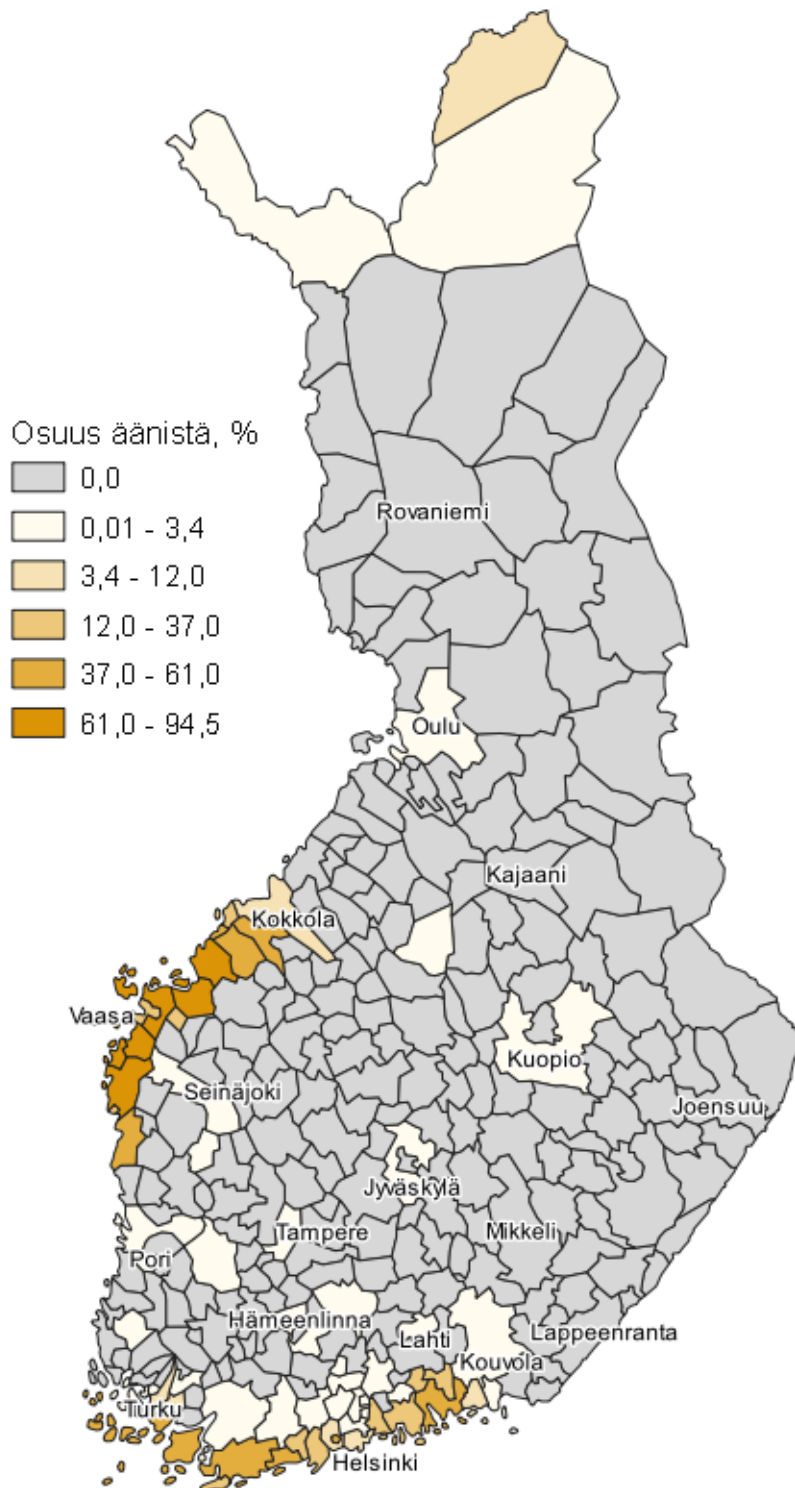 Osuus äänistä, %
0,0
0,01 - 3,4
3,4 - 12,0
12,0 - 37,0
37,0 - 61,0
61,0 - 94,5
Rovaniemi
Oulu
Kajaani
Kokkola
Vaasa
Kuopio
Seinäjoki
Joensuu
Jyväskylä
Tampere
Mikkeli
Pori
Hämeenlinna
Lahti
Lappeenranta
Kouvola
Turku
Helsinki